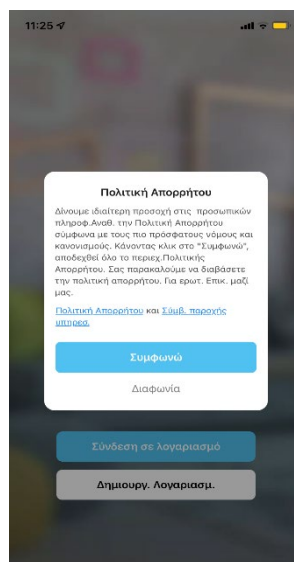 11:25
Πολιτική Απορρήτου
Δίνουμε ιδιαίτερη προσοχή στις προσωπικών
πληροφ.Αναθ. την Πολιτική Απορρήτου
σύμφωνα με τους πιο πρόσφατους νόμους και
κανονισμούς. Κάνοντας κλικ στο "Συμφωνώ",
αποδεχθεί όλο το περιεχ.Πολιτικής
Απορρήτου. Σας παρακαλούμε να διαβάσετε
την πολιτική απορρήτου. Για ερωτ. Επικ. μαζί
μας.
Πολιτική Απορρήτου και Σύμβ. παροχής
υπηρεσ.
Συμφωνώ
Διαφωνία
Σύνδεση σε λογαριασμό
Δημιουργ. Λογαριασμ.